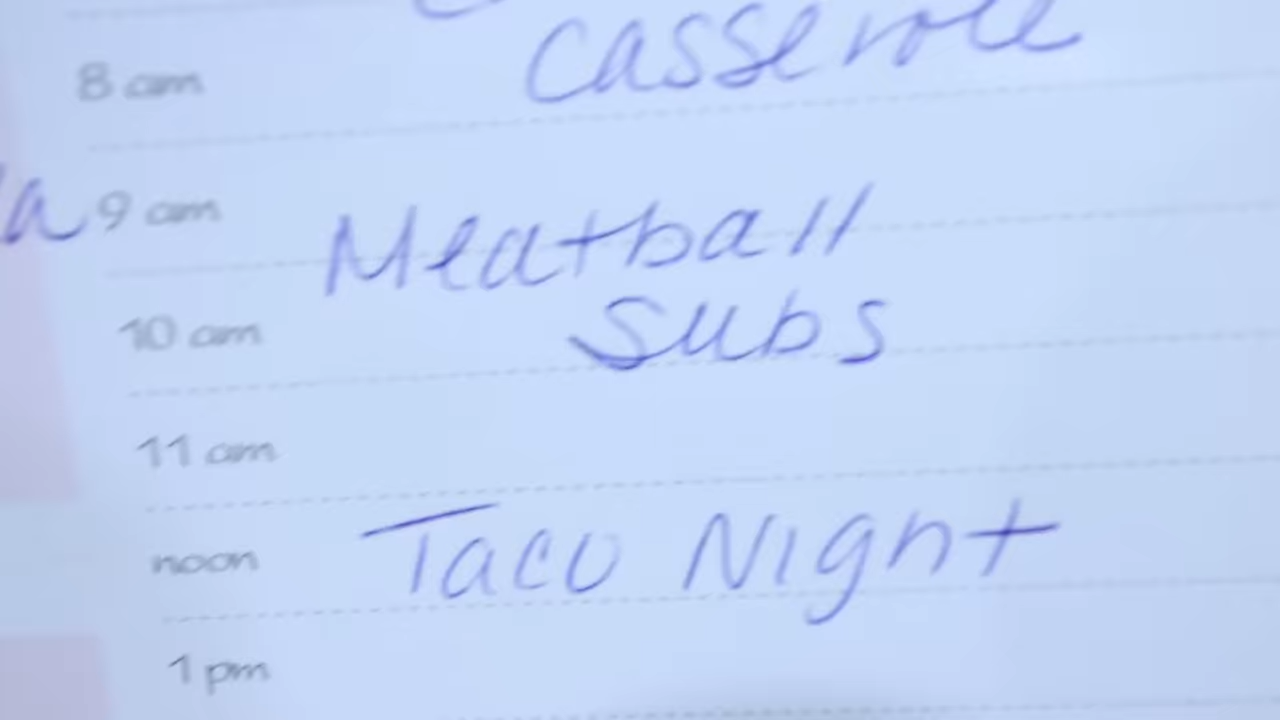 casserole
8 am
9 am
Meatball
10 am
Subs
11 am
noon
Taco Night
1 pm